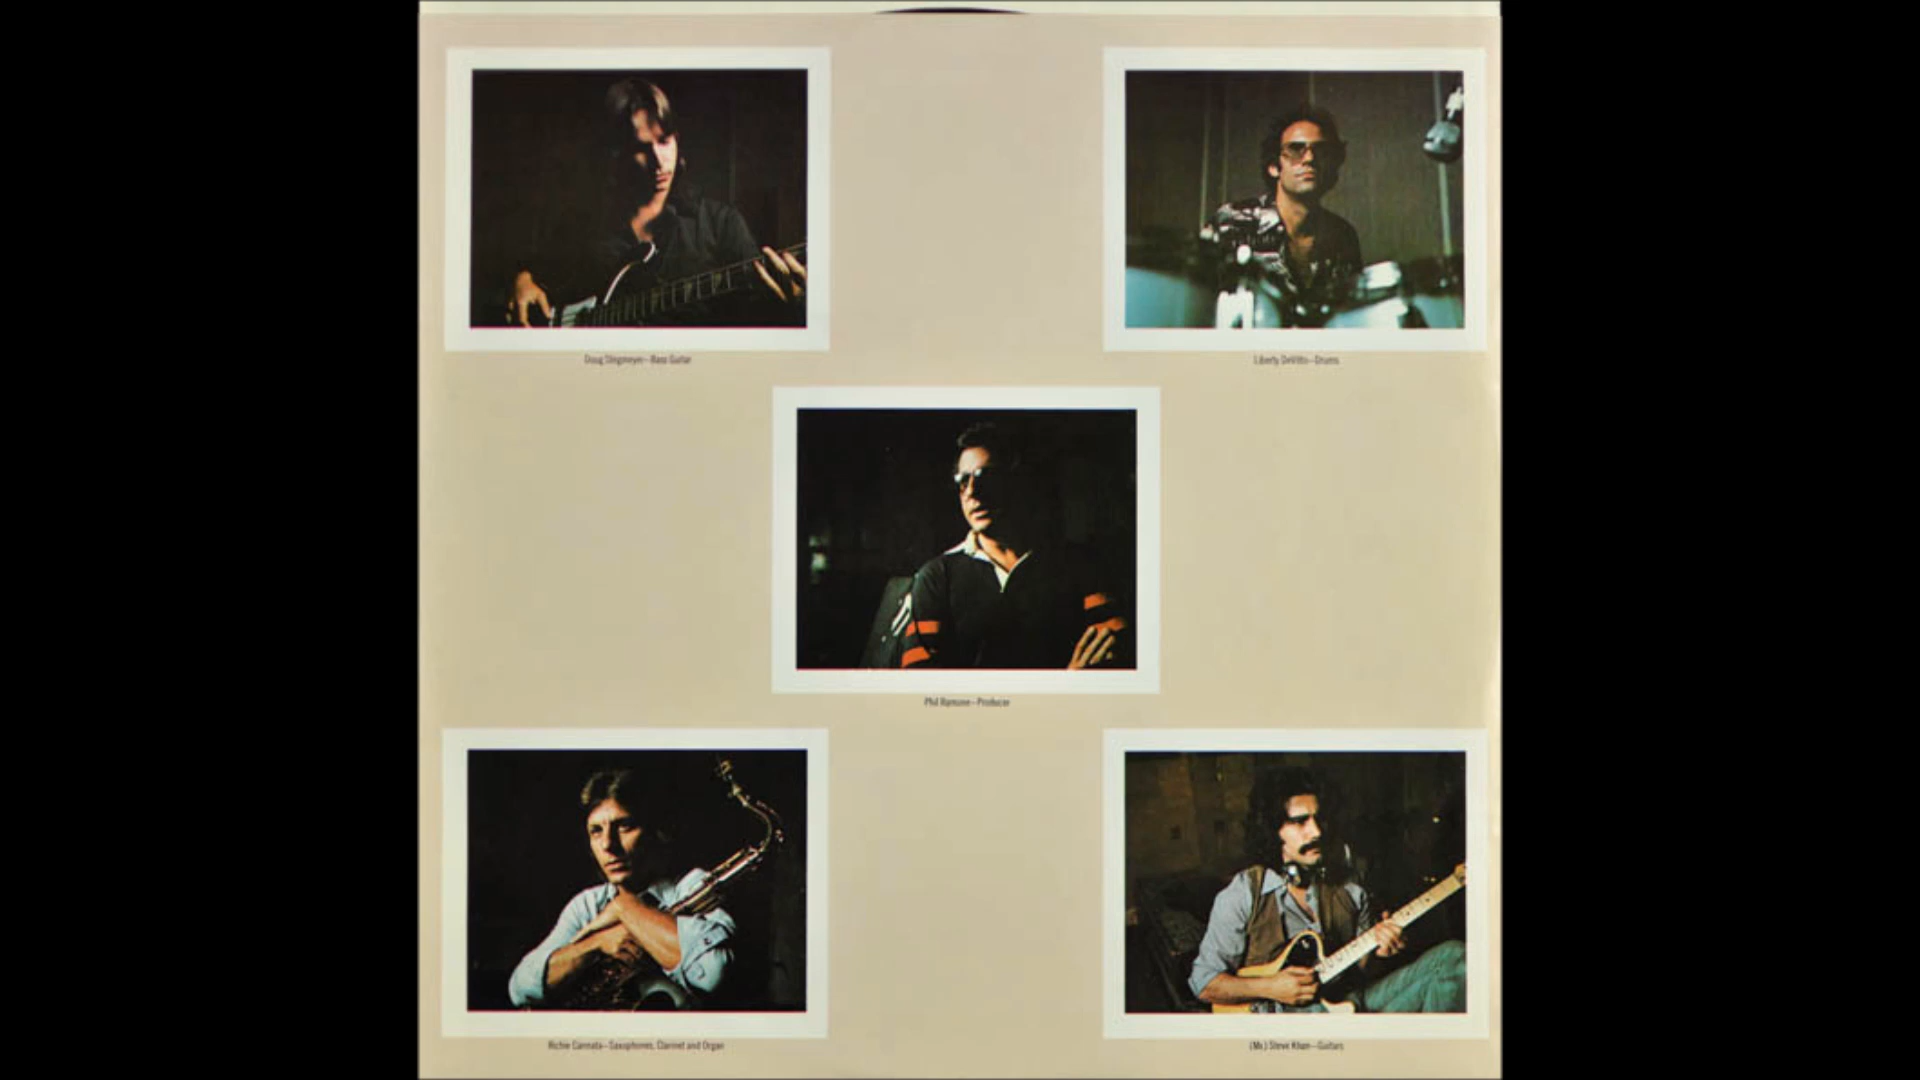 Doug Stegmeyer—Bass Guitar
Liberty DeVitto—Drums
Phil Ramone—Producer
Richie Cannata—Saxophones, Clarinet and Organ
(Mr.) Steve Khan—Guitars